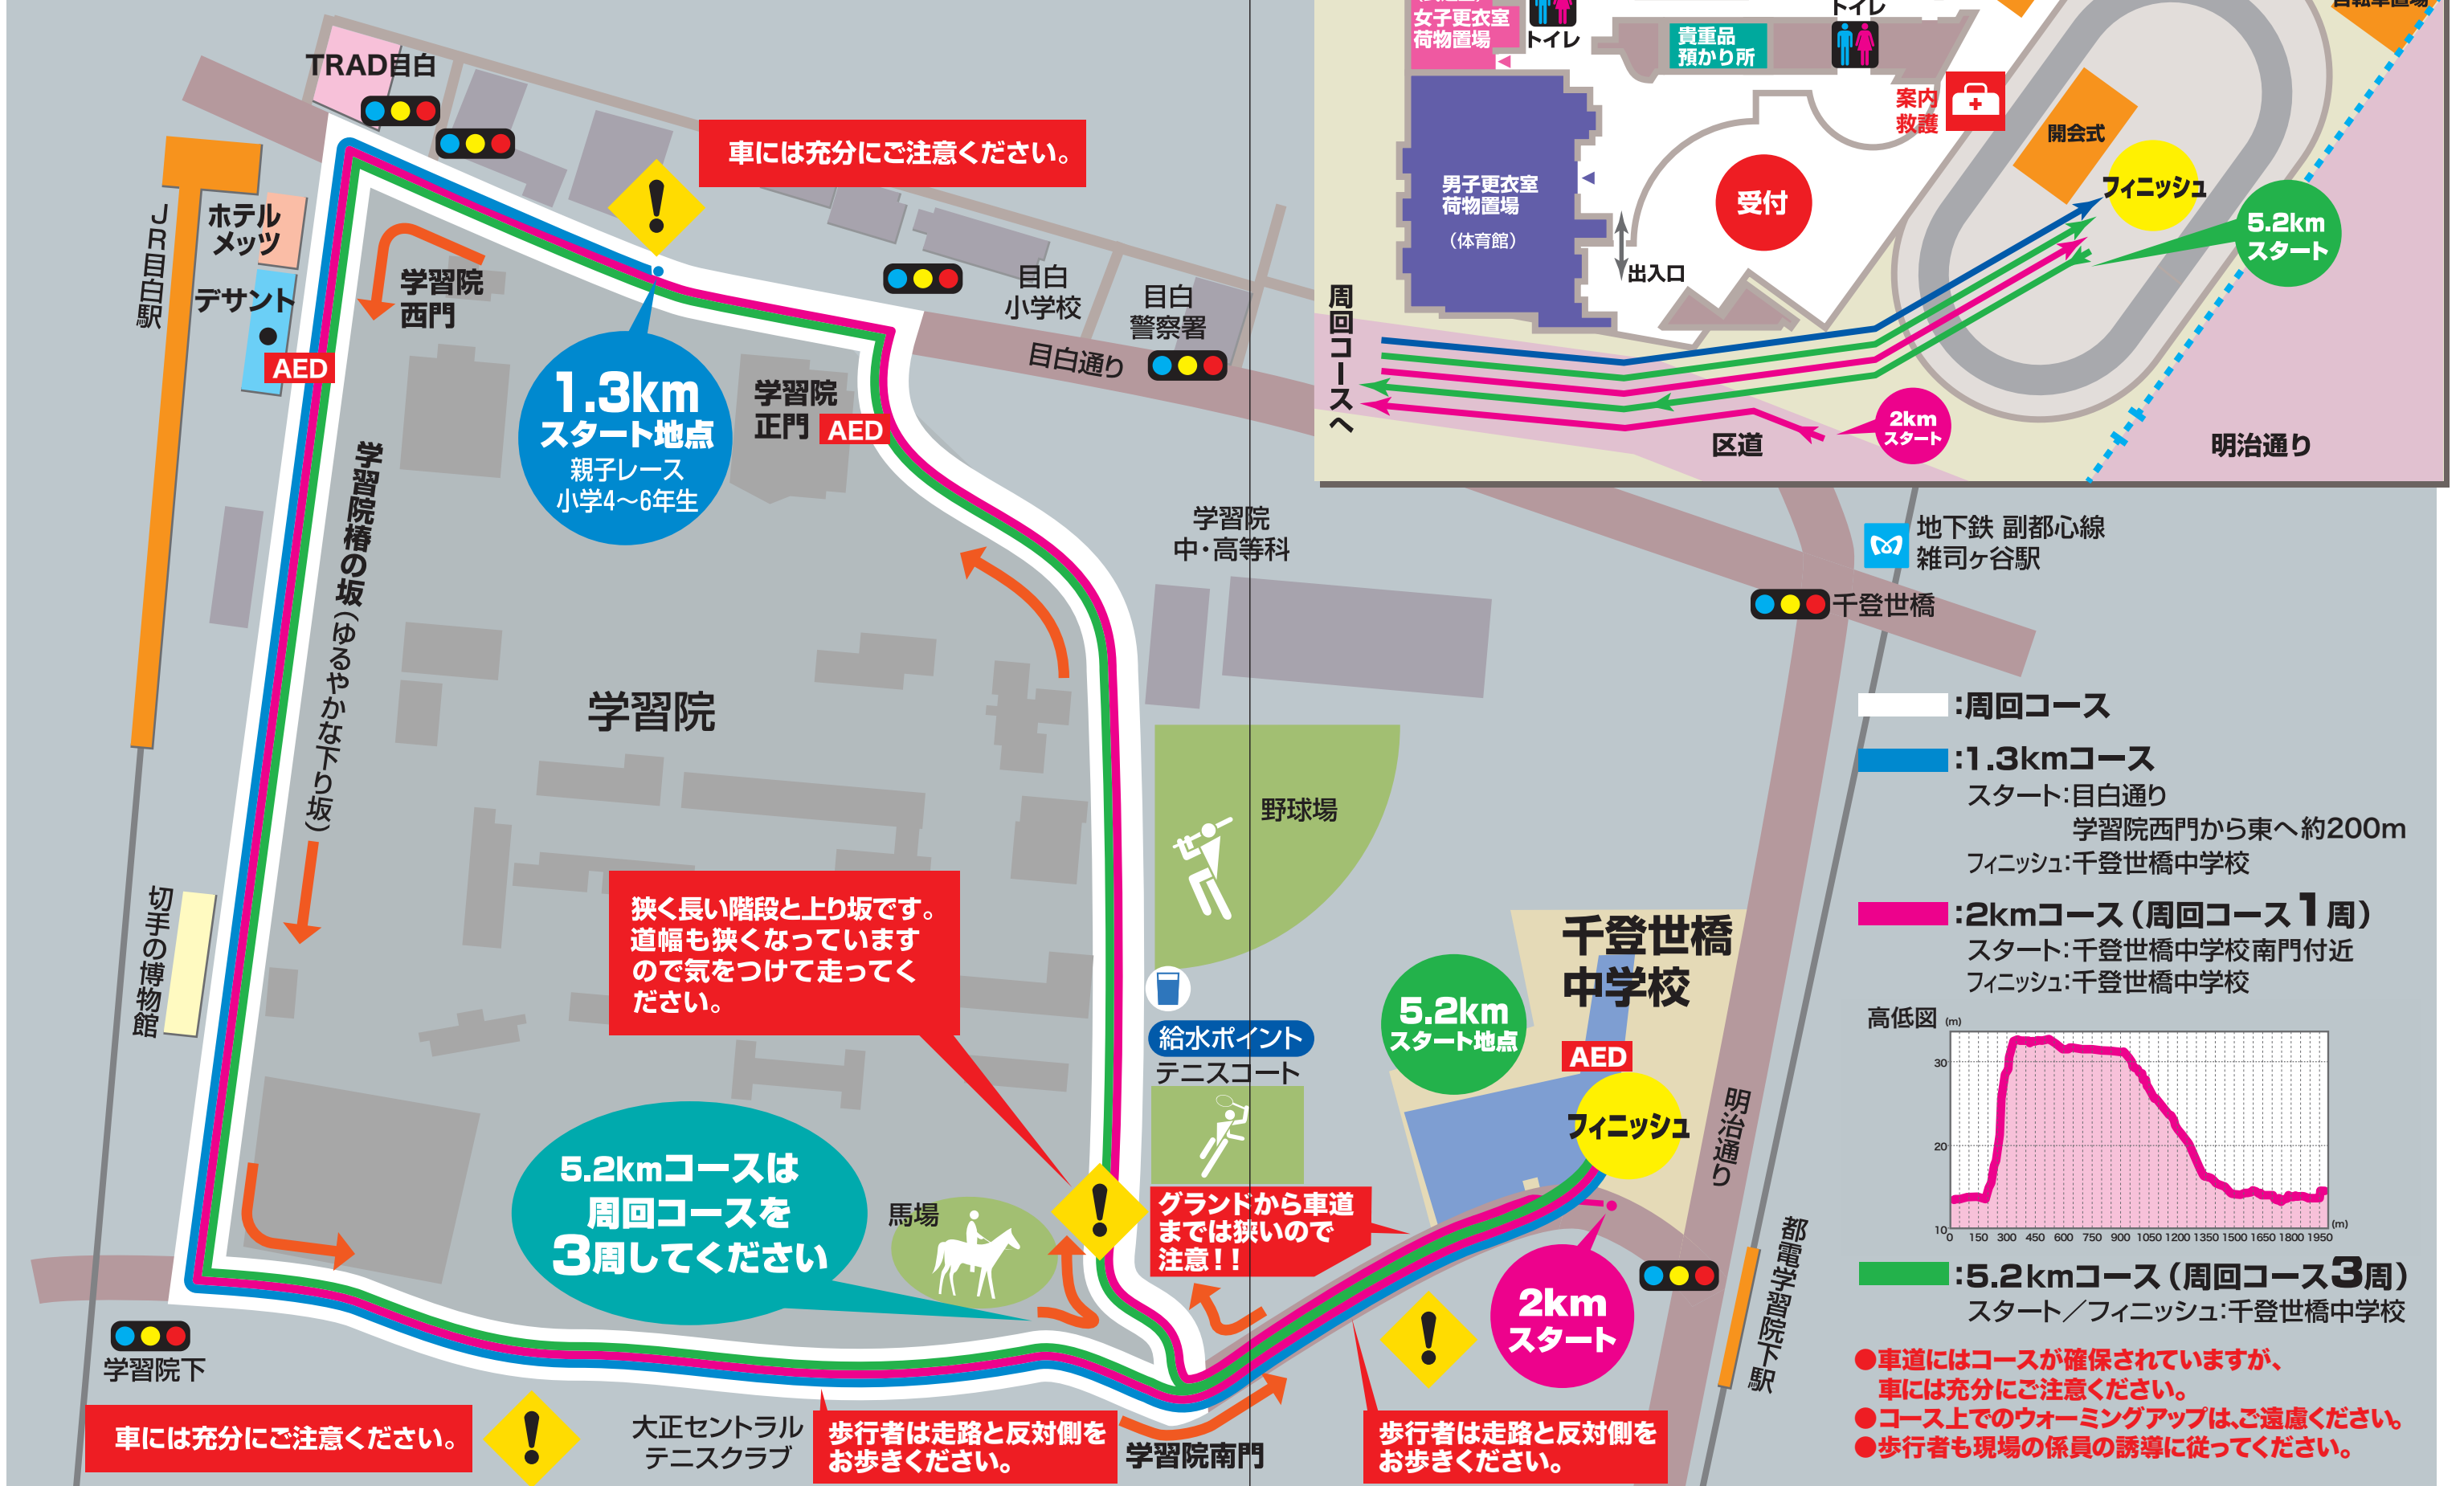 TRAD目白
車には充分にご注意ください。
JR目白駅
ホテル
メッツ
デサント
AED
学習院
西門
1.3km
スタート地点
親子レース
小学4～6年生
学習院
正門
AED
目白
小学校
目白
警察署
目白通り
学習院椿の坂(ゆるやかな下り坂)
学習院
中・高等科
学習院
野球場
切手の博物館
狭く長い階段と上り坂です。
道幅も狭くなっています
ので気をつけて走ってく
ださい。
給水ポイント
テニスコート
5.2kmコースは
周回コースを
3周してください
馬場
グランドから車道
までは狭いので
注意!!
学習院下
車には充分にご注意ください。
大正セントラル
テニスクラブ
歩行者は走路と反対側を
お歩きください。
学習院南門
歩行者は走路と反対側を
お歩きください。
千登世橋
中学校
5.2km
スタート地点
AED
フィニッシュ
2km
スタート
明治通り
都電学習院下駅
千登世橋
地下鉄 副都心線
雑司ヶ谷駅
女子更衣室
荷物置場
トイレ
貴重品
預かり所
トイレ
案内
救護
男子更衣室
荷物置場
(体育館)
受付
出入口
開会式
フィニッシュ
5.2km
スタート
周回コースへ
2km
スタート
区道
明治通り
:周回コース
:1.3kmコース
スタート:目白通り
学習院西門から東へ約200m
フィニッシュ:千登世橋中学校
:2kmコース(周回コース1周)
スタート:千登世橋中学校南門付近
フィニッシュ:千登世橋中学校
高低図 (m)
30
20
10
0 150 300 450 600 750 900 1050 1200 1350 1500 1650 1800 1950
(m)
:5.2kmコース(周回コース3周)
スタート／フィニッシュ:千登世橋中学校
●車道にはコースが確保されていますが、
車には充分にご注意ください。
●コース上でのウォーミングアップは、ご遠慮ください。
●歩行者も現場の係員の誘導に従ってください。